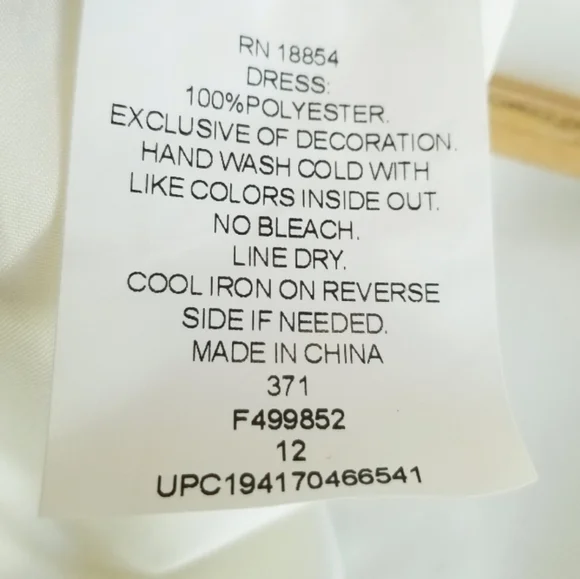 RN 18854
DRESS:
100%POLYESTER.
EXCLUSIVE OF DECORATION.
HAND WASH COLD WITH
LIKE COLORS INSIDE OUT.
NO BLEACH.
LINE DRY.
COOL IRON ON REVERSE
SIDE IF NEEDED.
MADE IN CHINA
371
F499852
12
UPC194170466541